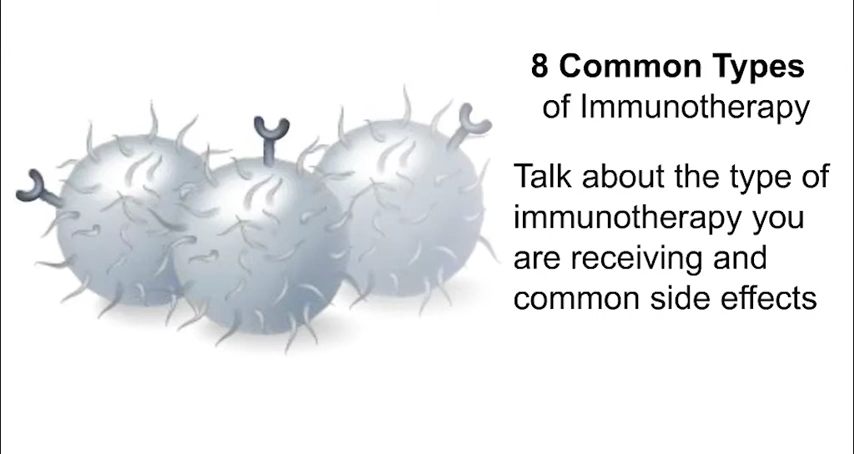 8 Common Types
of Immunotherapy
Talk about the type of
immunotherapy you
are receiving and
common side effects